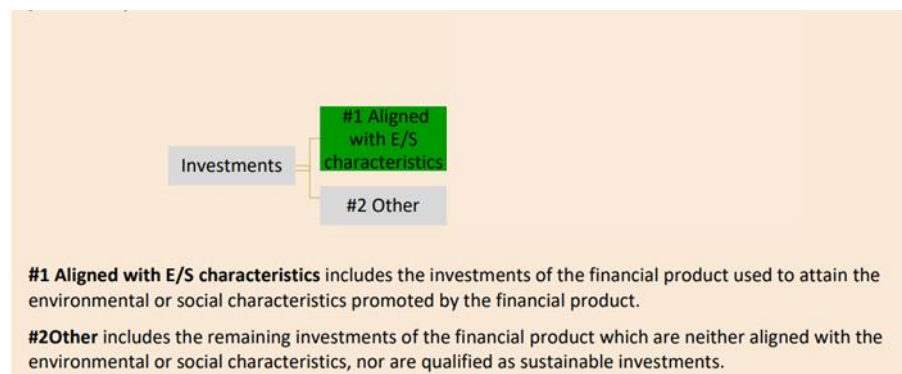 #1 Aligned
with E/S
characteristics
Investments
#2 Other
#1 Aligned with E/S characteristics includes the investments of the financial product used to attain the
environmental or social characteristics promoted by the financial product.
#2Other includes the remaining investments of the financial product which are neither aligned with the
environmental or social characteristics, nor are qualified as sustainable investments.